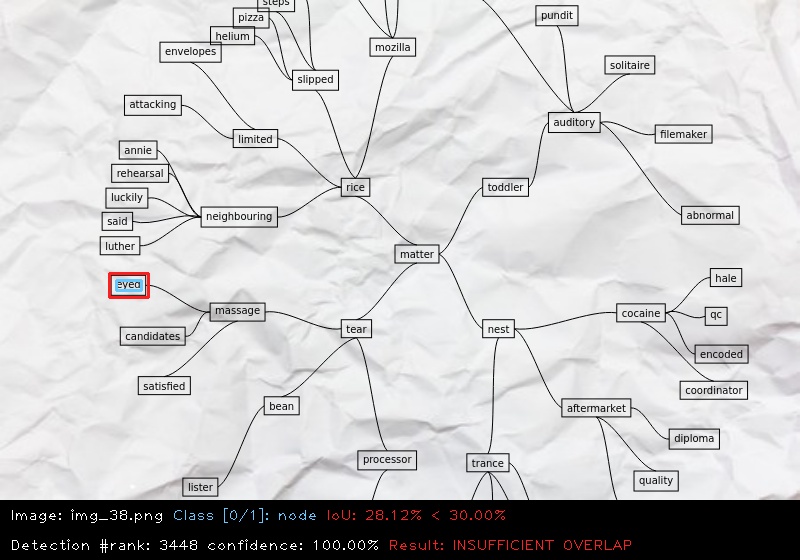 steps
pizza
helium
envelopes
mozilla
slipped
pundit
solitaire
attacking
limited
auditory
filemaker
annie
rehearsal
luckily
said
luther
neighbouring
rice
toddler
abnormal
matter
eyed
massage
candidates
satisfied
tear
nest
hale
cocaine
qc
encoded
coordinator
bean
aftermarket
diploma
lister
processor
trance
quality
Image: img_38.png Class [0/1]: node IoU: 28.12% < 30.00%
Detection #rank: 3448 confidence: 100.00% Result: INSUFFICIENT OVERLAP